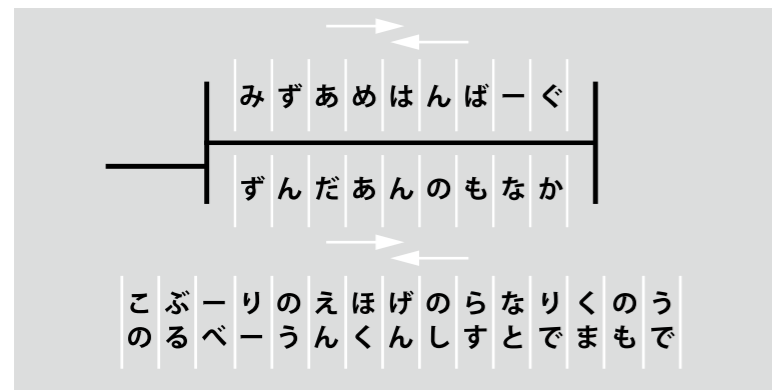 みずあめはんばーぐ
ずんだあんのもなか
こぶーりのえほげのらなりくのう
のるべーうんくんしすとでまもで